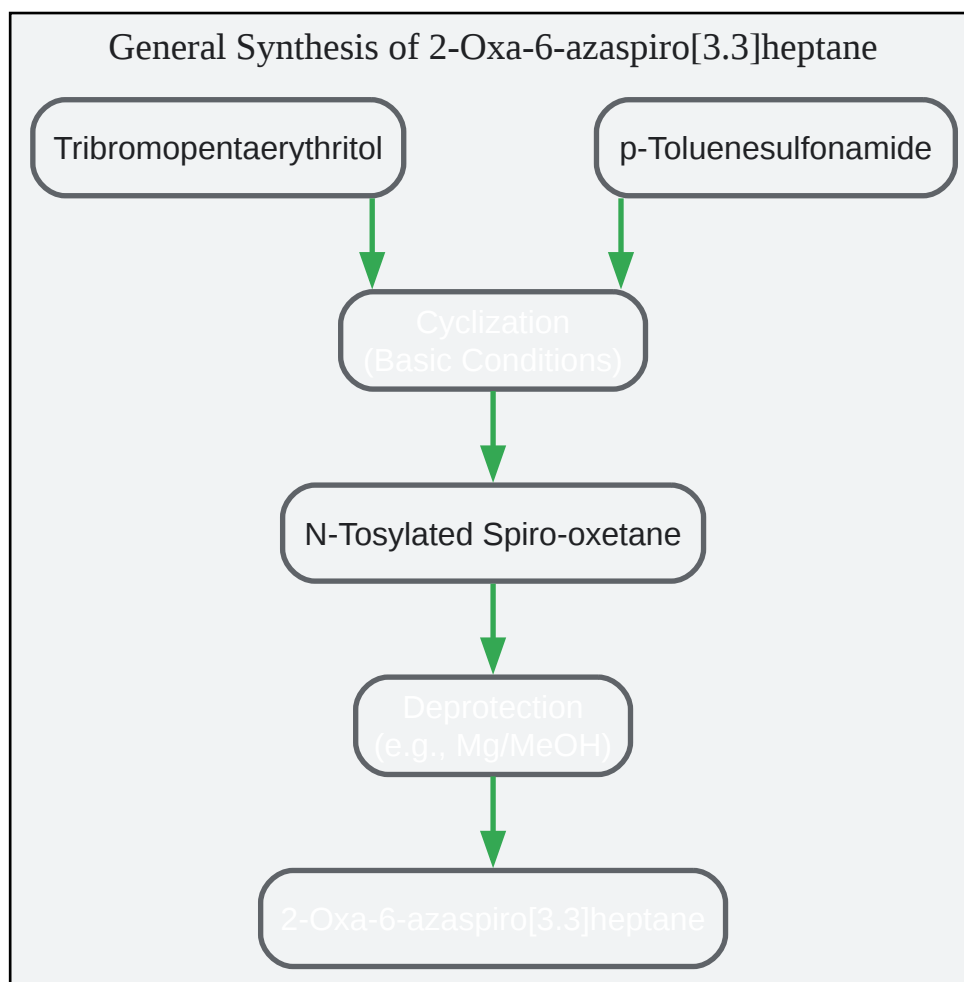 General Synthesis of 2-Oxa-6-azaspiro[3.3]heptane
Tribromopentaerythritol
p-Toluenesulfonamide
Cyclization
(Basic Conditions)
N-Tosylated Spiro-oxetane
Deprotection
(e.g., Mg/MeOH)
2-Oxa-6-azaspiro[3.3]heptane